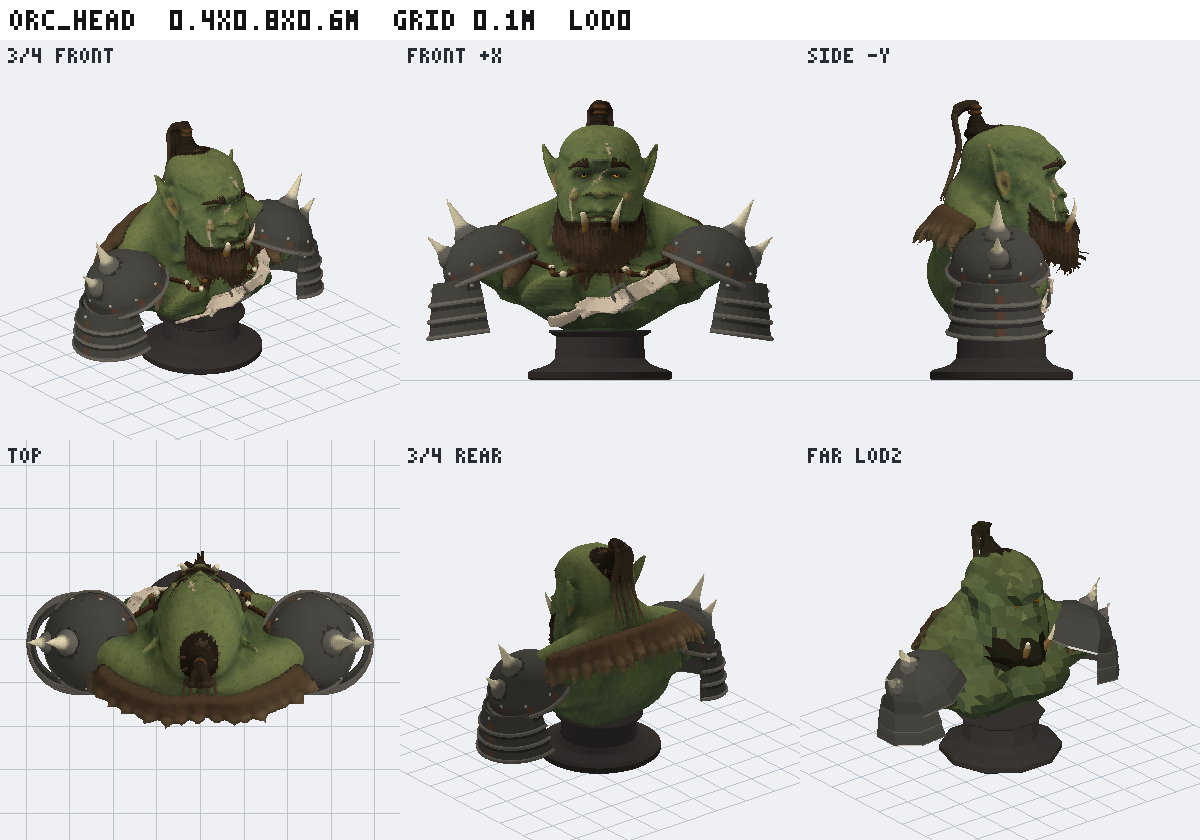 ORC_HEAD 0.4X0.8X0.6M GRID 0.1M LOD0
3/4 FRONT
FRONT +X
SIDE -Y
TOP
3/4 REAR
FAR LOD2